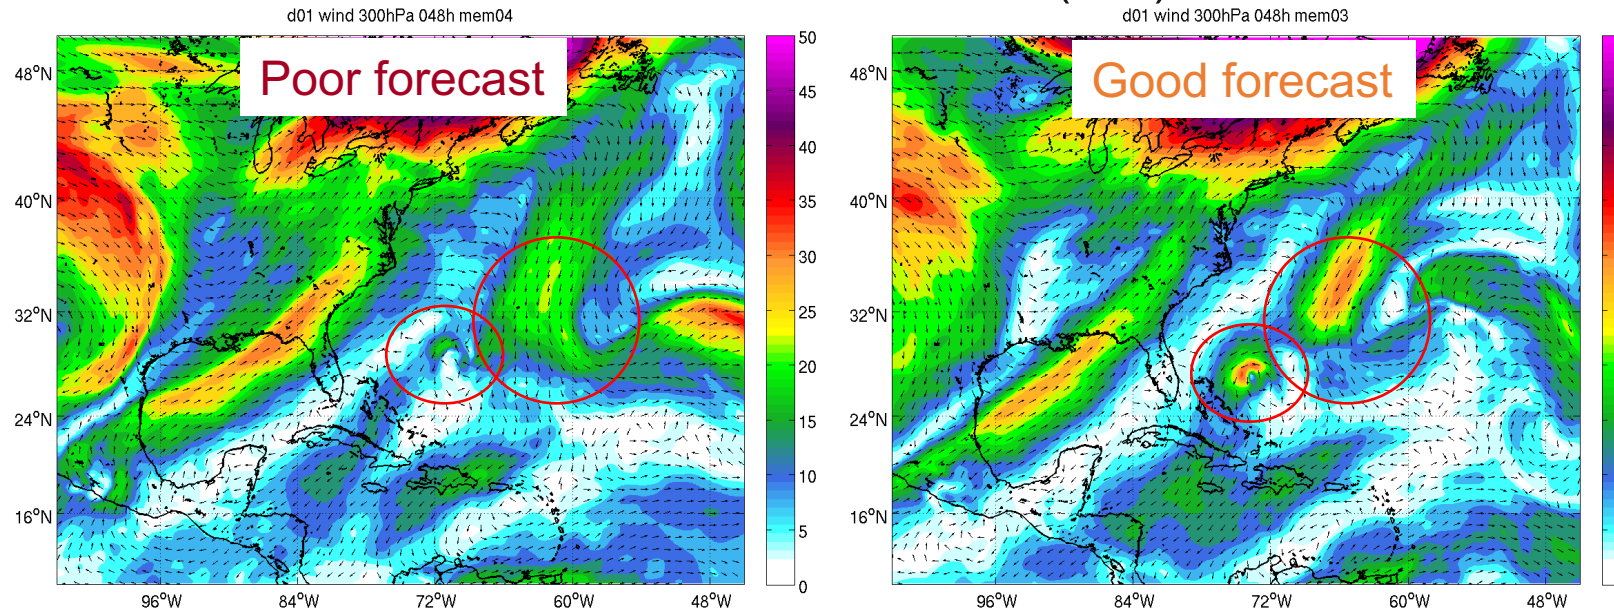 d01 wind 300hPa 048h mem04
Poor forecast
48°N
40°N
32°N
24°N
16°N
96°W 84°W 72°W 60°W 48°W
50
45
40
35
30
25
20
15
10
5
0
d01 wind 300hPa 048h mem03
Good forecast
48°N
40°N
32°N
24°N
16°N
96°W 84°W 72°W 60°W 48°W